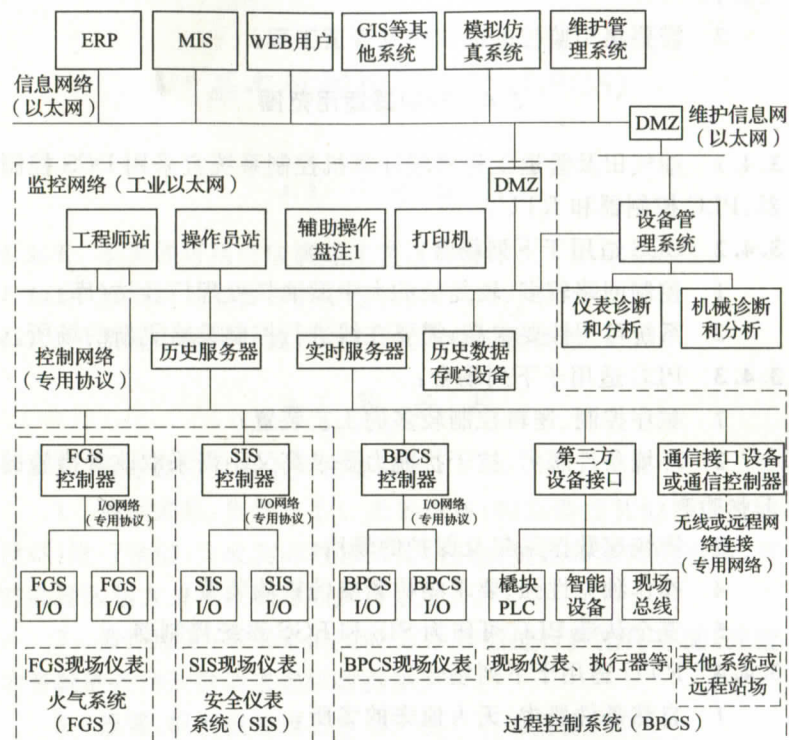 ERP
MIS
WEB用户
GIS等其
他系统
模拟仿
真系统
维护管
理系统
信息网络
(以太网)
DMZ
维护信息网
(以太网)
监控网络(工业以太网)
DMZ
工程师站
操作员站
辅助操作
盘注1
打印机
设备管
理系统
仪表诊断
和分析
机械诊断
和分析
控制网络
(专用协议)
历史服务器
实时服务器
历史数据
存贮设备
FGS
控制器
SIS
控制器
BPCS
控制器
第三方
设备接口
通信接口设备
或通信控制器
I/O网络
(专用协议)
I/O网络
(专用协议)
I/O网络
(专用协议)
无线或远程网
络连接
(专用网络)
FGS
I/O
FGS
I/O
SIS
I/O
SIS
I/O
BPCS
I/O
BPCS
I/O
橇块
PLC
智能
设备
现场
总线
FGS现场仪表
SIS现场仪表
BPCS现场仪表
现场仪表、执行器等
其他系统或
远程站场
火气系统
(FGS)
安全仪表
系统(SIS)
过程控制系统(BPCS)